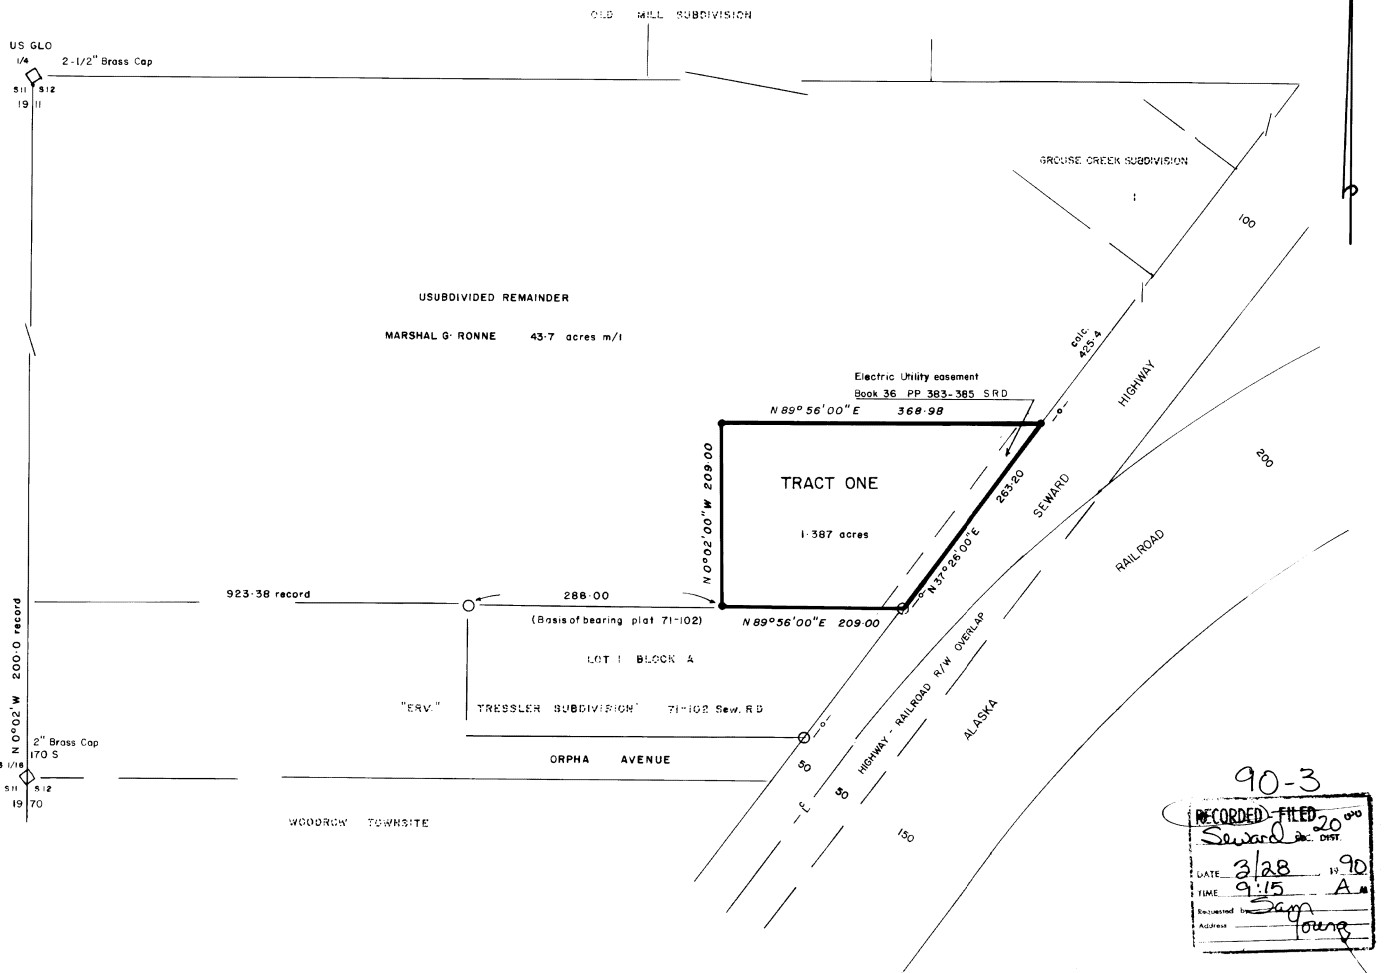 OLD MILL SUBDIVISION
US GLO
1/4
2-1/2" Brass Cap
S11 S12
19 11
GROUSE CREEK SUBDIVISION
1
100
USUBDIVIDED REMAINDER
MARSHAL G. RONNE 43.7 acres m/l
calc.
425.4
HIGHWAY
Electric Utility easement
Book 36 PP 383-385 SRD
N 89° 56' 00" E 368.98
N 0° 02' 00" W 209.00
TRACT ONE
1.387 acres
263.20
N 37° 26' 00" E
SEWARD
200
RAILROAD
923.38 record
288.00
(Basis of bearing plat 71-102)
N 89° 56' 00" E 209.00
N 0° 02' W 200.0 record
LOT 1 BLOCK A
"ERV." TRESSLER SUBDIVISION 71-102 Sew. RD
HIGHWAY - RAILROAD R/W OVERLAP
ALASKA
2" Brass Cap
170 S
S 1/16
S11 S12
19 70
ORPHA AVENUE
50
50
150
WOODROW TOWNSITE
90-3
RECORDED - FILED 20.00
Seward REC. DIST.
DATE 3/28 19 90
TIME 9:15 A M
Requested by Sam
Address Young